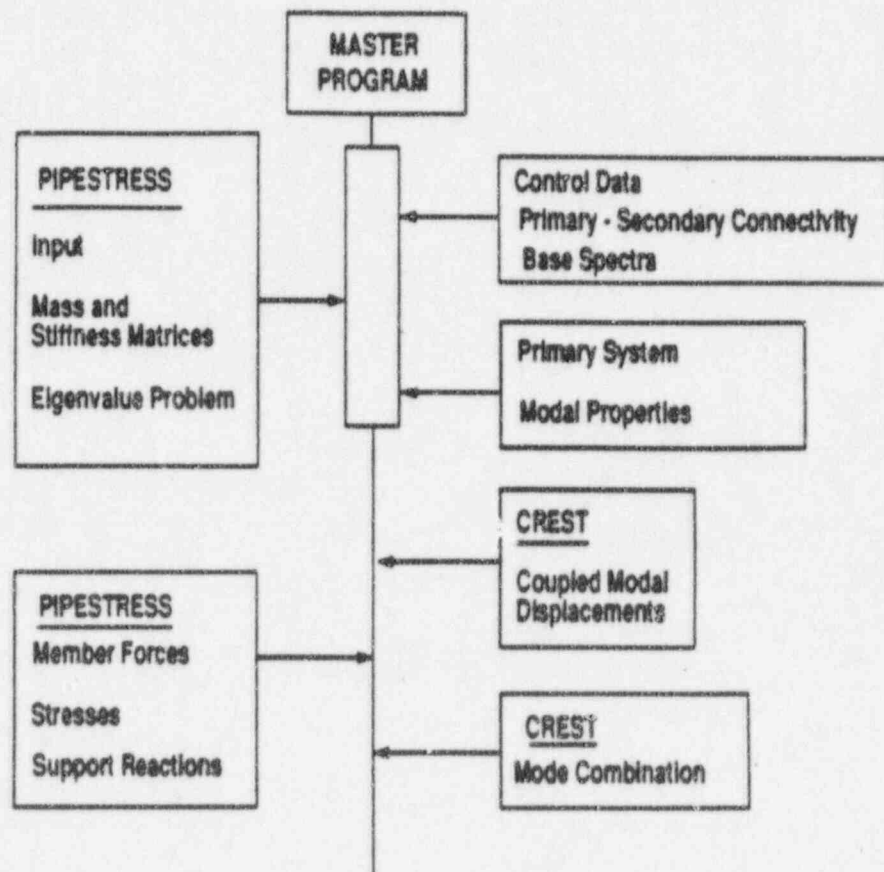 MASTER
PROGRAM
PIPESTRESS
Input
Mass and
Stiffness Matrices
Eigenvalus Problem
Control Data
Primary - Secondary Connectivity
Base Spectra
Primary System
Modal Properties
CREST
Coupled Modal
Displacements
PIPESTRESS
Member Forces
Stresses
Support Reactions
CREST
Mode Combination